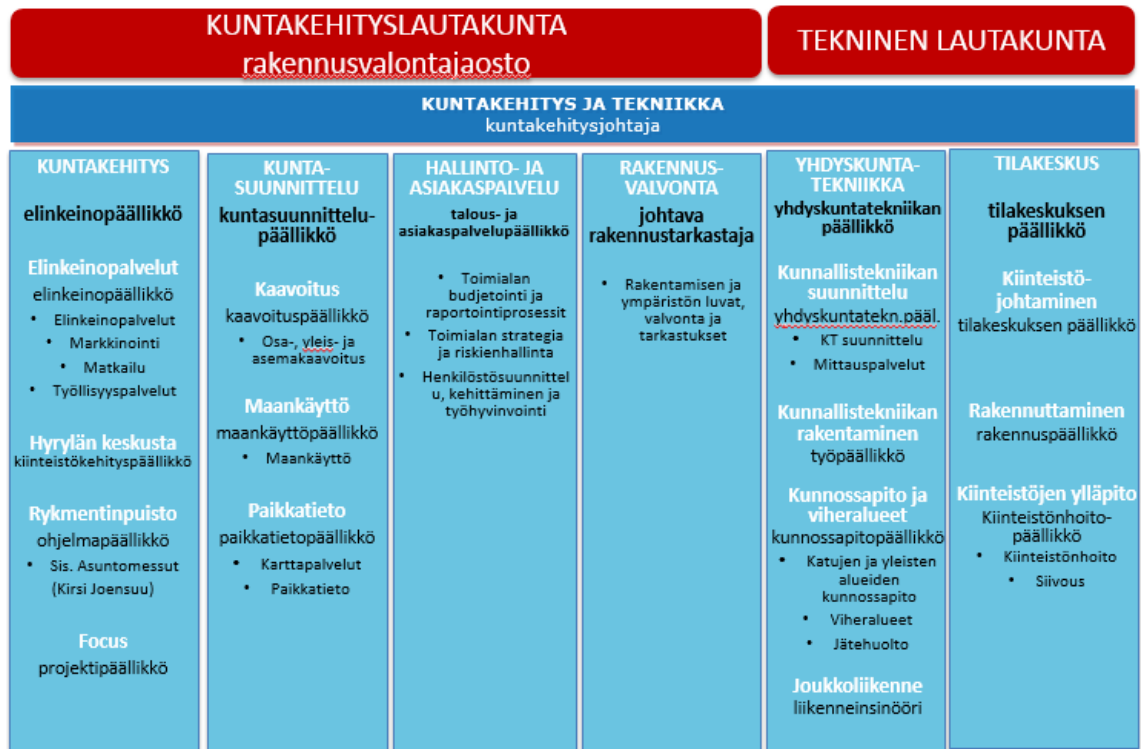 KUNTAKEHITYSLAUTAKUNTA
rakennusvalontajaosto
TEKNINEN LAUTAKUNTA
KUNTAKEHITYS JA TEKNIIKKA
kuntakehitysjohtaja
KUNTAKEHITYS
elinkeinopäällikkö
Elinkeinopalvelut
elinkeinopäällikkö
• Elinkeinopalvelut
• Markkinointi
• Matkailu
• Työllisyyspalvelut
Hyrylän keskusta
kiinteistökehityspäällikkö
Rykmentinpuisto
ohjelmapäällikkö
• Sis. Asuntomessut
(Kirsi Joensuu)
Focus
projektipäällikkö
KUNTA-
SUUNNITTELU
kuntasuunnittelu-
päällikkö
Kaavoitus
kaavoituspäällikkö
• Osa-, yleis- ja
asemakaavoitus
Maankäyttö
maankäyttöpäällikkö
• Maankäyttö
Paikkatieto
paikkatietopäällikkö
• Karttapalvelut
• Paikkatieto
HALLINTO- JA
ASIAKASPALVELU
talous- ja
asiakaspalvelupäällikkö
• Toimialan
budjetointi ja
raportointiprosessit
• Toimialan strategia
ja riskienhallinta
• Henkilöstösuunnittel
u, kehittäminen ja
työhyvinvointi
RAKENNUS-
VALVONTA
johtava
rakennustarkastaja
• Rakentamisen ja
ympäristön luvat,
valvonta ja
tarkastukset
YHDYSKUNTA-
TEKNIIKKA
yhdyskuntatekniikan
päällikkö
Kunnallistekniikan
suunnittelu
yhdyskuntatekn.pääl.
• KT suunnittelu
• Mittauspalvelut
Kunnallistekniikan
rakentaminen
työpäällikkö
Kunnossapito ja
viheralueet
kunnossapitopäällikkö
• Katujen ja yleisten
alueiden
kunnossapito
• Viheralueet
• Jätehuolto
Joukkoliikenne
liikenneinsinööri
TILAKESKUS
tilakeskuksen
päällikkö
Kiinteistö-
johtaminen
tilakeskuksen päällikkö
Rakennuttaminen
rakennuspäällikkö
Kiinteistöjen ylläpito
Kiinteistönhoito-
päällikkö
• Kiinteistönhoito
• Siivous